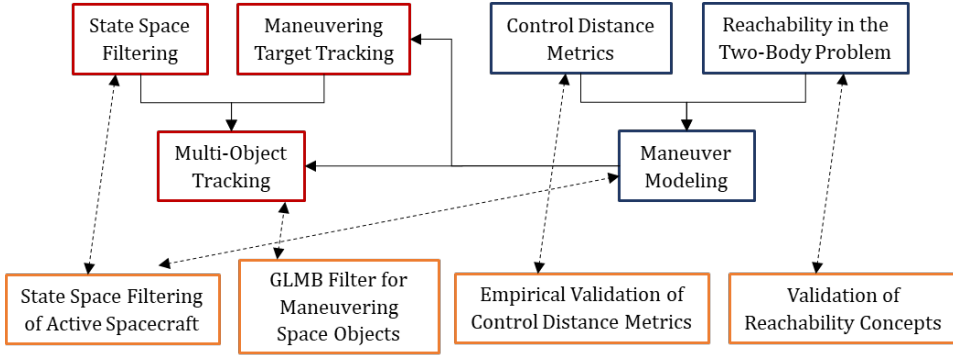 State Space
Filtering
Maneuvering
Target Tracking
Control Distance
Metrics
Reachability in the
Two-Body Problem
Multi-Object
Tracking
Maneuver
Modeling
State Space Filtering
of Active Spacecraft
GLMB Filter for
Maneuvering
Space Objects
Empirical Validation of
Control Distance Metrics
Validation of
Reachability Concepts